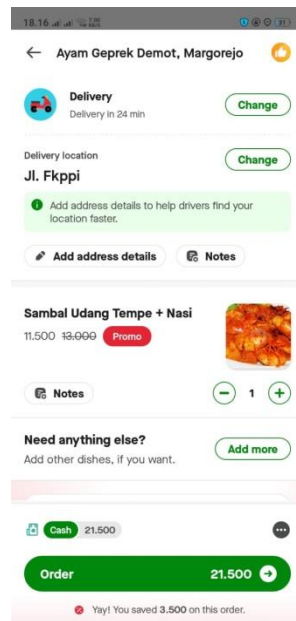 18.16
Ayam Geprek Demot, Margorejo
Delivery
Delivery in 24 min
Change
Delivery location
Jl. Fkppi
Change
Add address details to help drivers find your
location faster.
Add address details
Notes
Sambal Udang Tempe + Nasi
11.500 13.000 Promo
Notes
1
Need anything else?
Add other dishes, if you want.
Add more
Cash 21.500
Order 21.500
Yay! You saved 3.500 on this order.